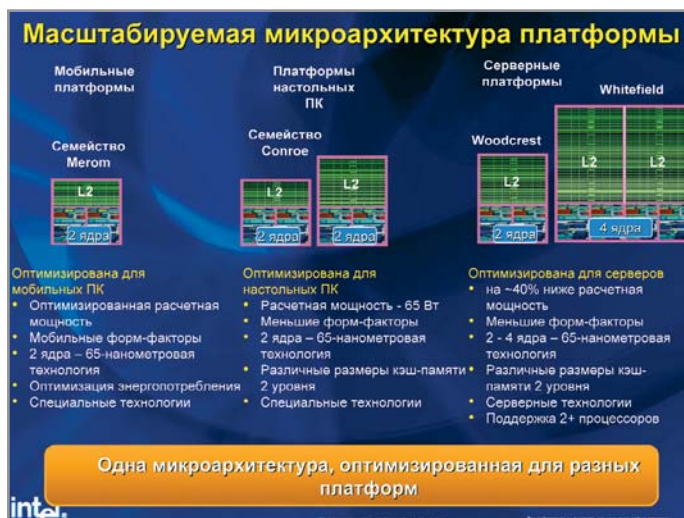 Масштабируемая микроархитектура платформы
Мобильные
платформы
Семейство
Merom
L2
2 ядра
Оптимизирована для
мобильных ПК
• Оптимизированная расчетная
мощность
• Мобильные форм-факторы
• 2 ядра – 65-нанометровая
технология
• Оптимизация энергопотребления
• Специальные технологии
Платформы
настольных
ПК
Семейство
Conroe
L2
L2
2 ядра
2 ядра
Оптимизирована для
настольных ПК
• Расчетная мощность - 65 Вт
• Меньшие форм-факторы
• 2 ядра – 65-нанометровая
технология
• Различные размеры кэш-памяти
2 уровня
• Специальные технологии
Серверные
платформы
Whitefield
Woodcrest
L2
L2
L2
2 ядра
4 ядра
Оптимизирована для серверов
• на ~40% ниже расчетная
мощность
• Меньшие форм-факторы
• 2 - 4 ядра – 65-нанометровая
технология
• Различные размеры кэш-
памяти 2 уровня
• Серверные технологии
• Поддержка 2+ процессоров
Одна микроархитектура, оптимизированная для разных
платформ
intel.